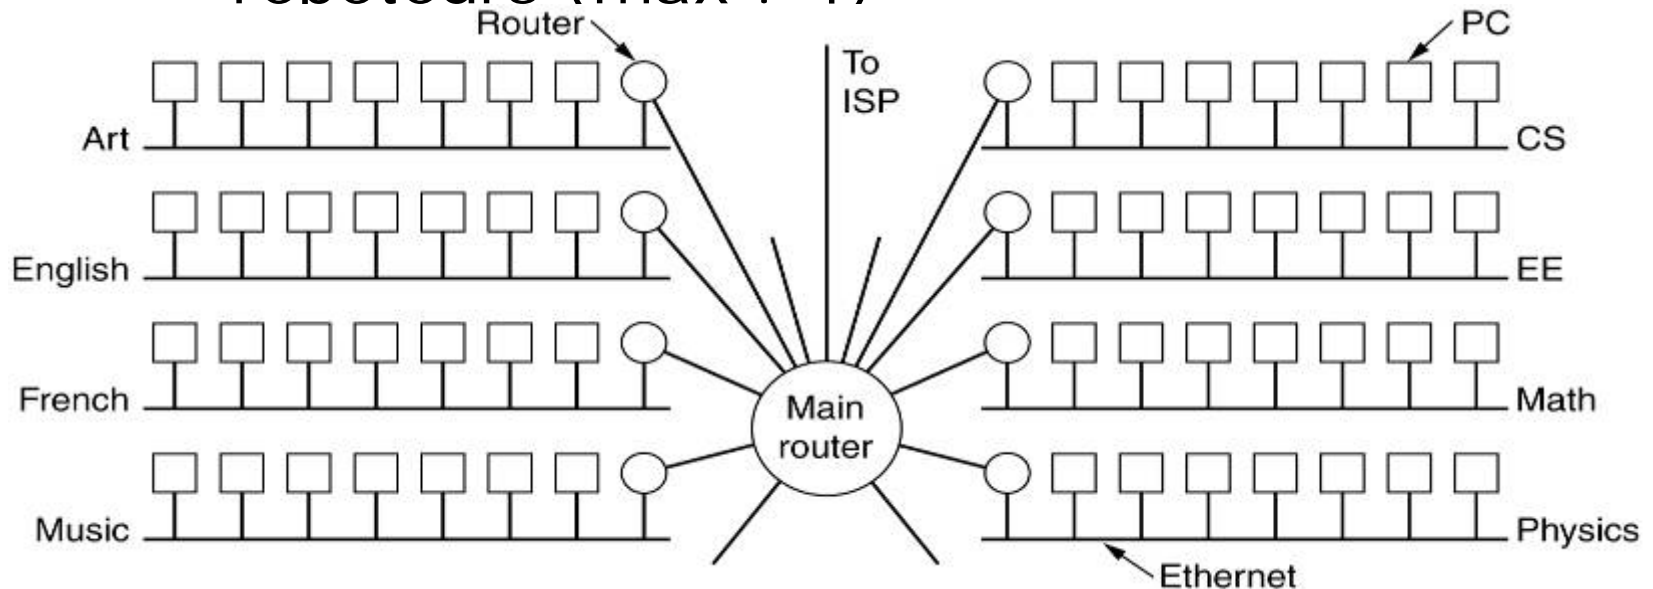 Router
PC
To
ISP
Art
CS
English
EE
French
Math
Main
router
Music
Physics
Ethernet